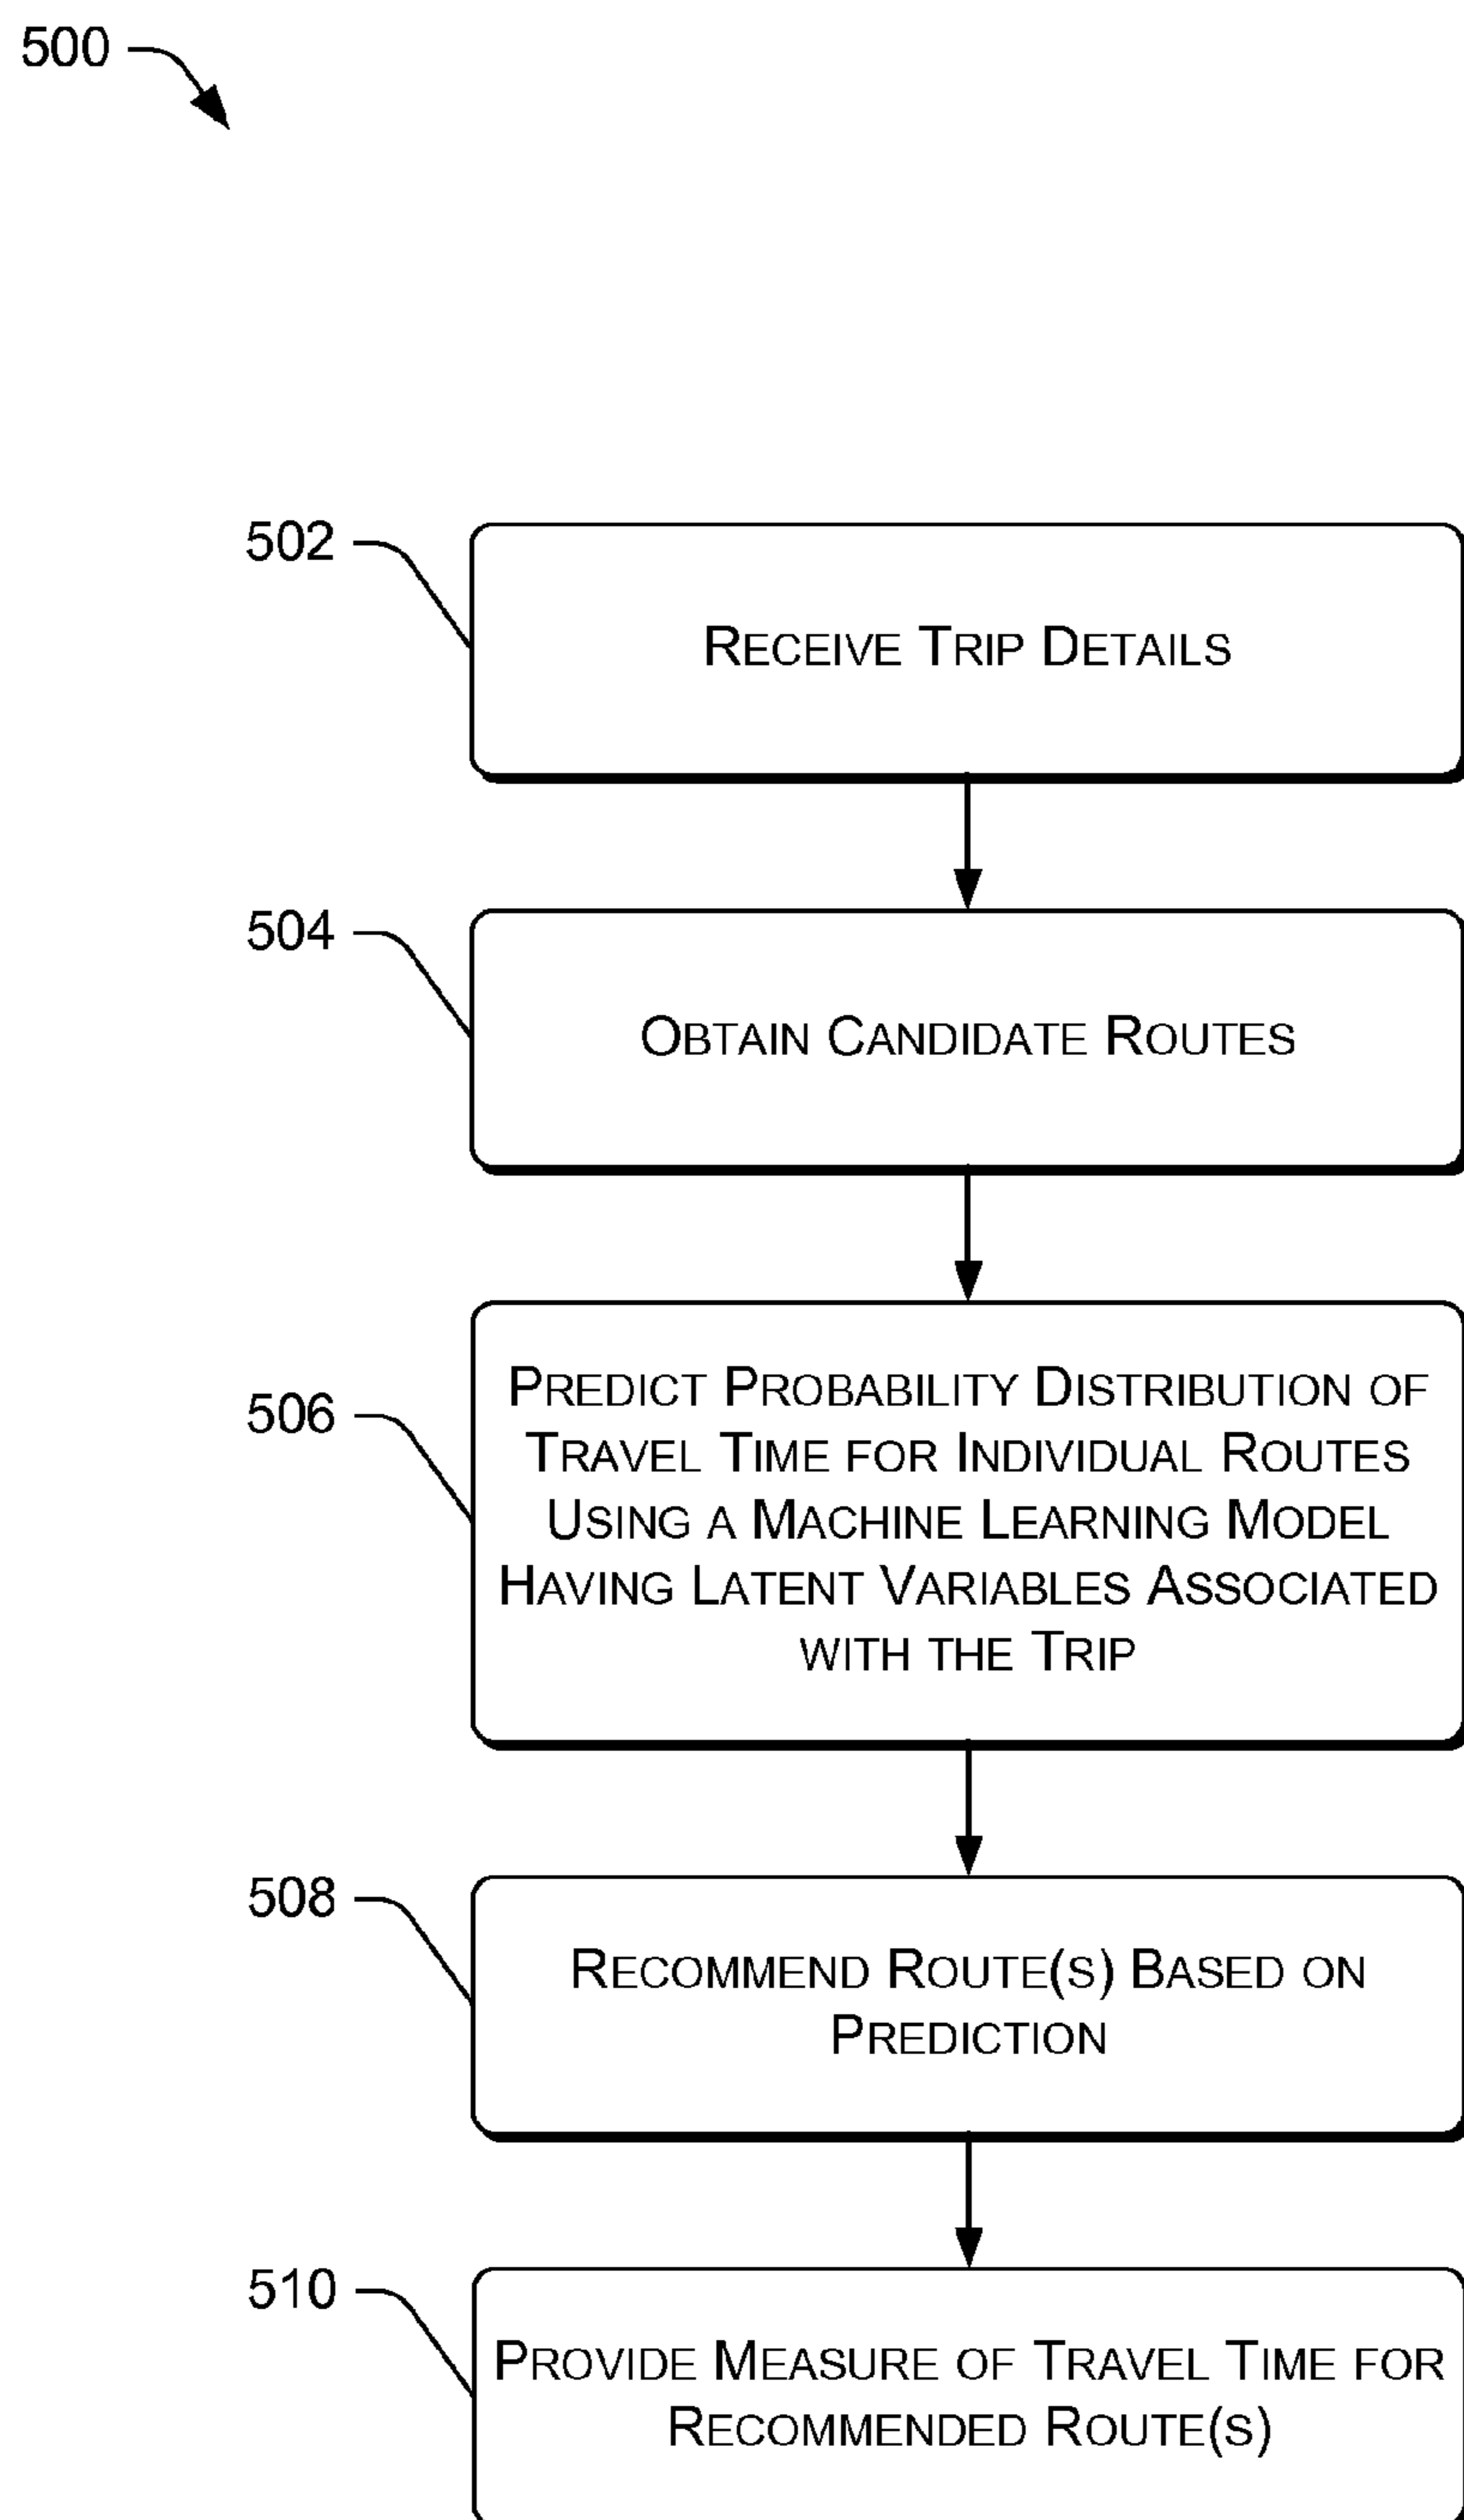 500
502
RECEIVE TRIP DETAILS
504
OBTAIN CANDIDATE ROUTES
506
PREDICT PROBABILITY DISTRIBUTION OF
TRAVEL TIME FOR INDIVIDUAL ROUTES
USING A MACHINE LEARNING MODEL
HAVING LATENT VARIABLES ASSOCIATED
WITH THE TRIP
508
RECOMMEND ROUTE(S) BASED ON
PREDICTION
510
PROVIDE MEASURE OF TRAVEL TIME FOR
RECOMMENDED ROUTE(S)